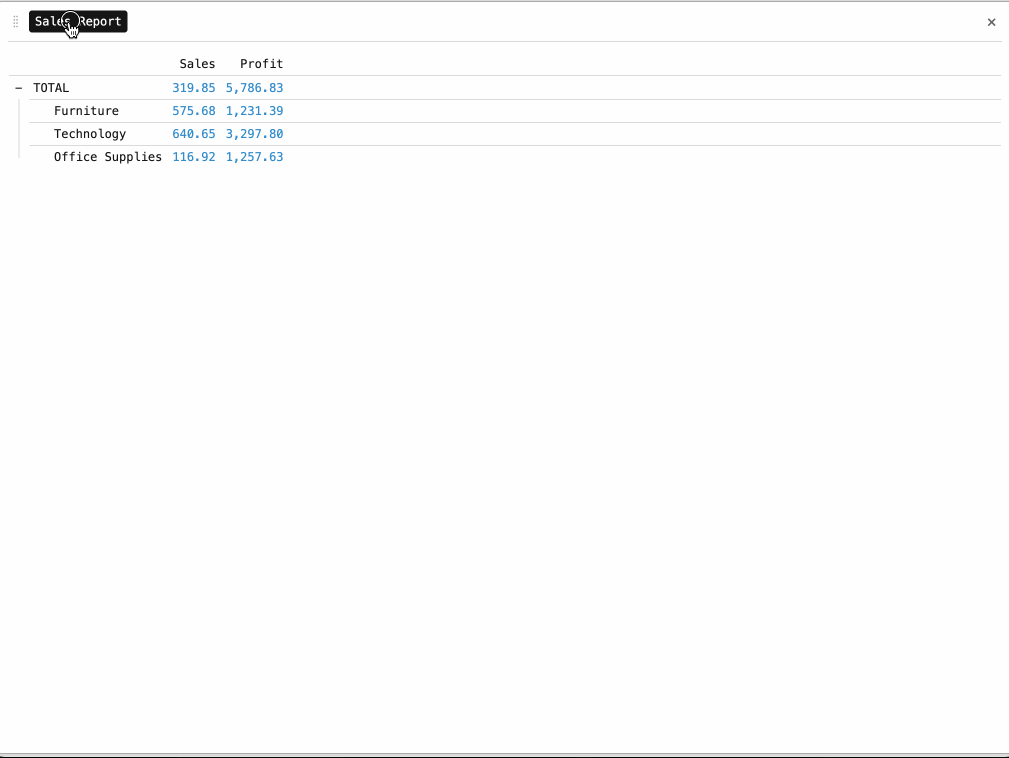 Sales Report
Sales Profit
TOTAL 319.85 5,786.83
Furniture 575.68 1,231.39
Technology 640.65 3,297.80
Office Supplies 116.92 1,257.63